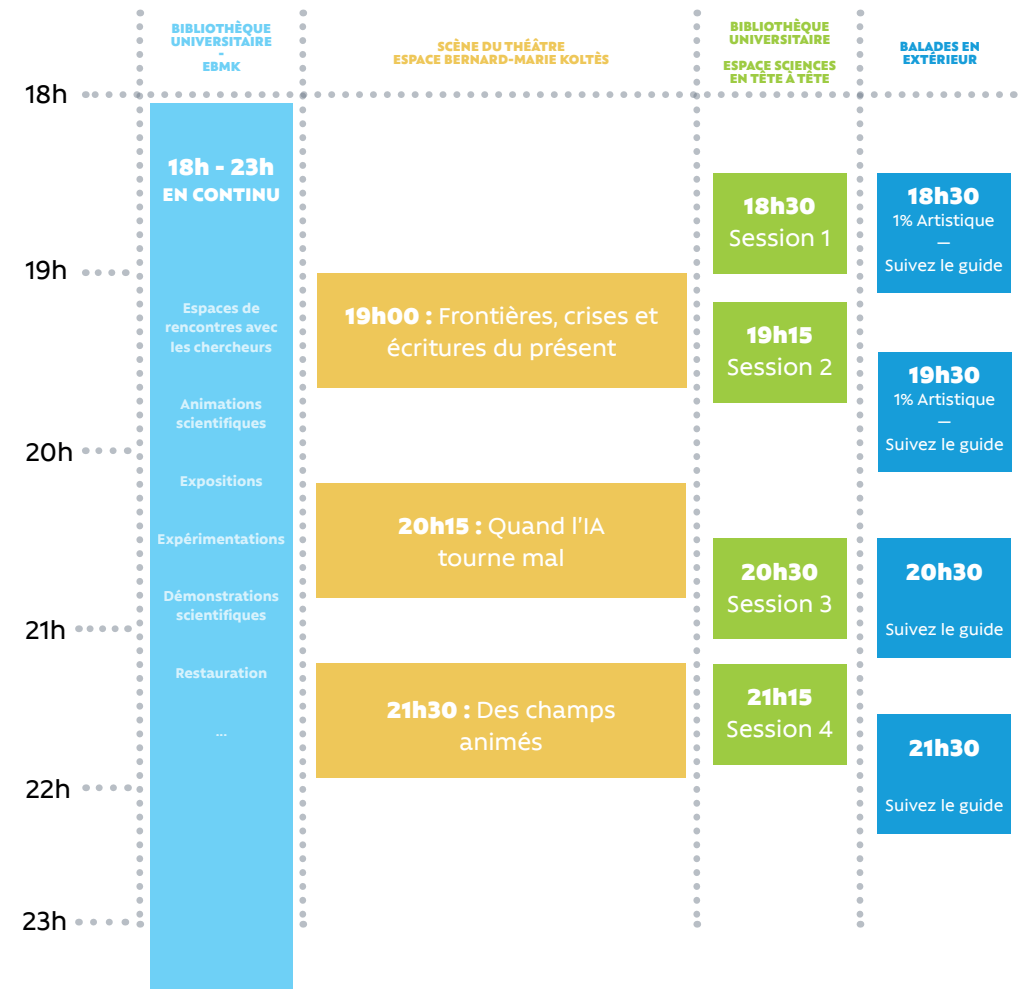 BIBLIOTHÈQUE
UNIVERSITAIRE
-
EBMK
SCÈNE DU THÉÂTRE
ESPACE BERNARD-MARIE KOLTÈS
BIBLIOTHÈQUE
UNIVERSITAIRE
ESPACE SCIENCES
EN TÊTE À TÊTE
BALADES EN
EXTÉRIEUR
18h
19h
20h
21h
22h
23h
18h - 23h
EN CONTINU
Espaces de
rencontres avec
les chercheurs
Animations
scientifiques
Expositions
Expérimentations
Démonstrations
scientifiques
Restauration
...
19h00 : Frontières, crises et
écritures du présent
20h15 : Quand l'IA
tourne mal
21h30 : Des champs
animés
18h30
Session 1
19h15
Session 2
20h30
Session 3
21h15
Session 4
18h30
1% Artistique
—
Suivez le guide
19h30
1% Artistique
—
Suivez le guide
20h30
Suivez le guide
21h30
Suivez le guide